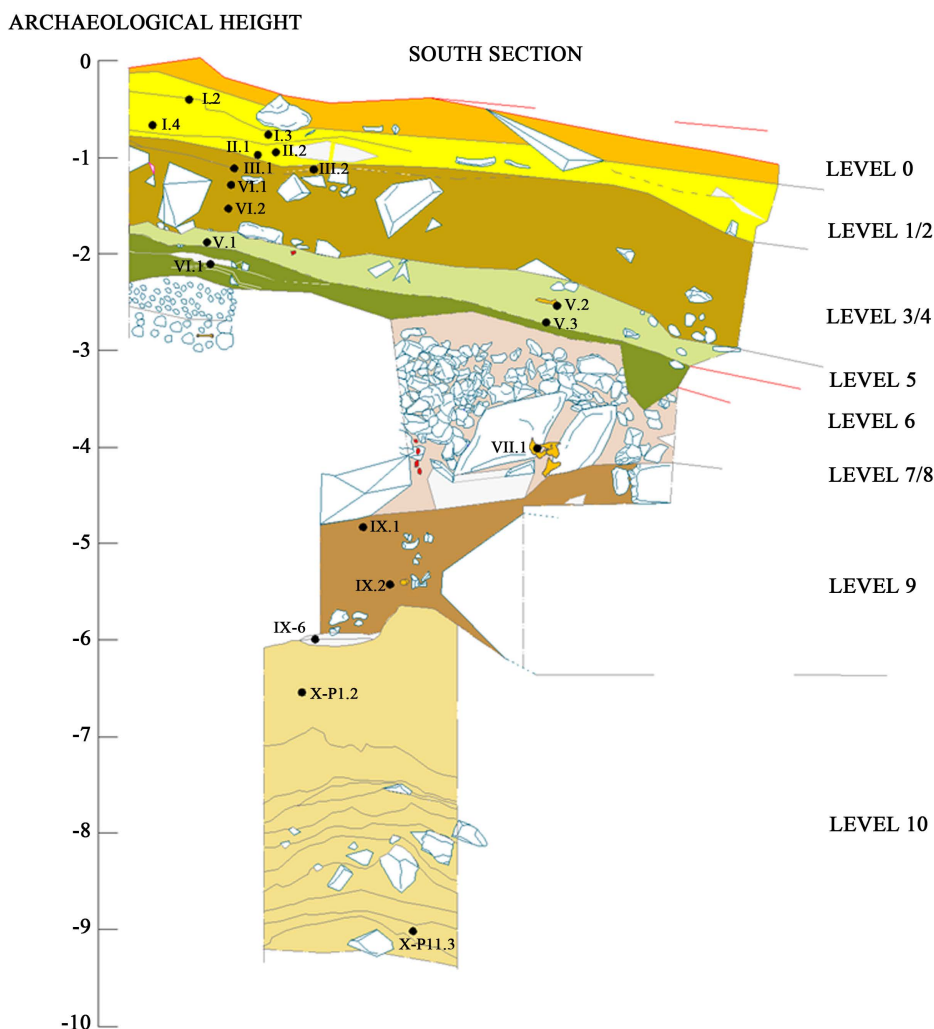 ARCHAEOLOGICAL HEIGHT
SOUTH SECTION
0
I.2
I.4
I.3
II.1
II.2
-1
III.1
III.2
LEVEL 0
VI.1
VI.2
LEVEL 1/2
V.1
-2
VI.1
V.2
LEVEL 3/4
V.3
-3
LEVEL 5
LEVEL 6
-4
VII.1
LEVEL 7/8
IX.1
-5
IX.2
LEVEL 9
IX-6
-6
X-P1.2
-7
-8
LEVEL 10
-9
X-P11.3
-10